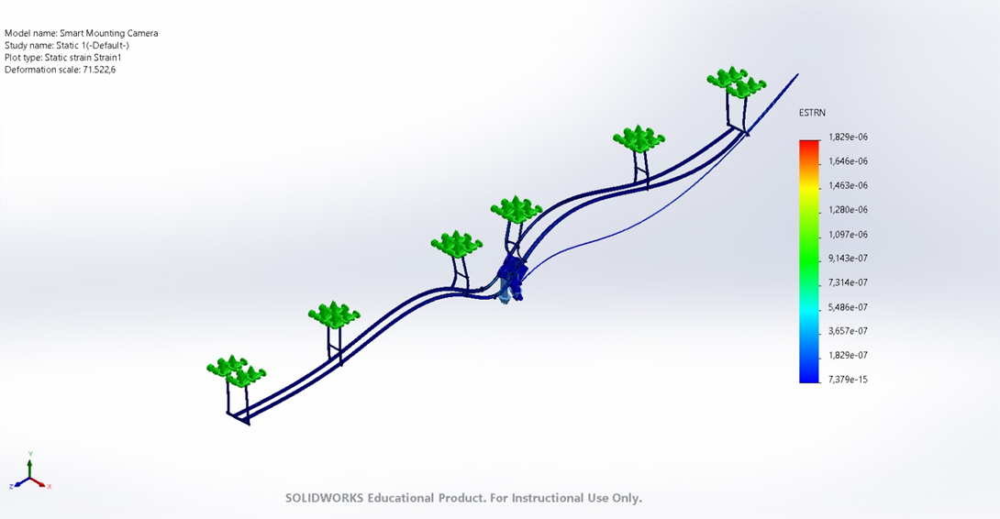 Model name: Smart Mounting Camera
Study name: Static 1(-Default-)
Plot type: Static strain Strain1
Deformation scale: 71.522,6
ESTRN
1,829e-06
1,646e-06
1,463e-06
1,280e-06
1,097e-06
9,143e-07
7,314e-07
5,486e-07
3,657e-07
1,829e-07
7,379e-15
Y
Z
X
SOLIDWORKS Educational Product. For Instructional Use Only.